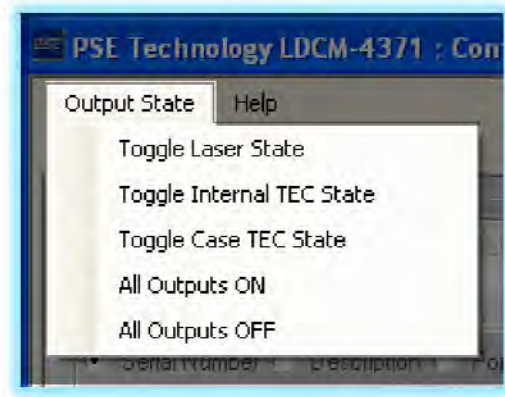 PSE Technology LDCM-4371 : Con
Output State Help
Toggle Laser State
Toggle Internal TEC State
Toggle Case TEC State
All Outputs ON
All Outputs OFF
Serial Number Description Po